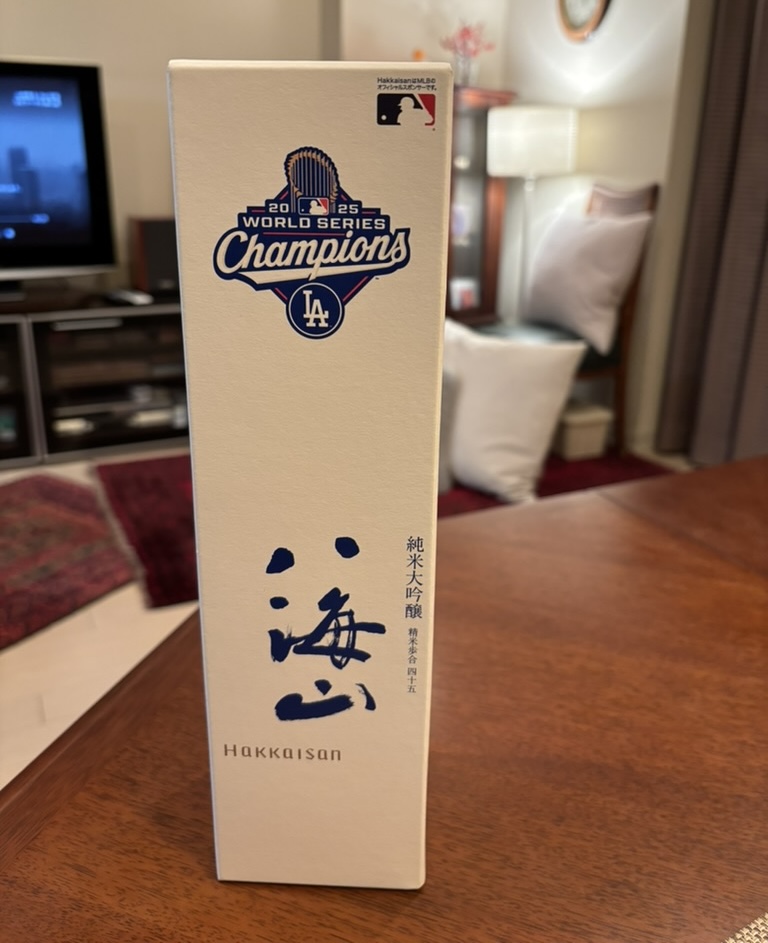 HakkaisanはMLBの
オフィシャルスポンサーです。
2025
WORLD SERIES
Champions
LA
八海山
純米大吟醸
精米歩合 四十五
Hakkaisan